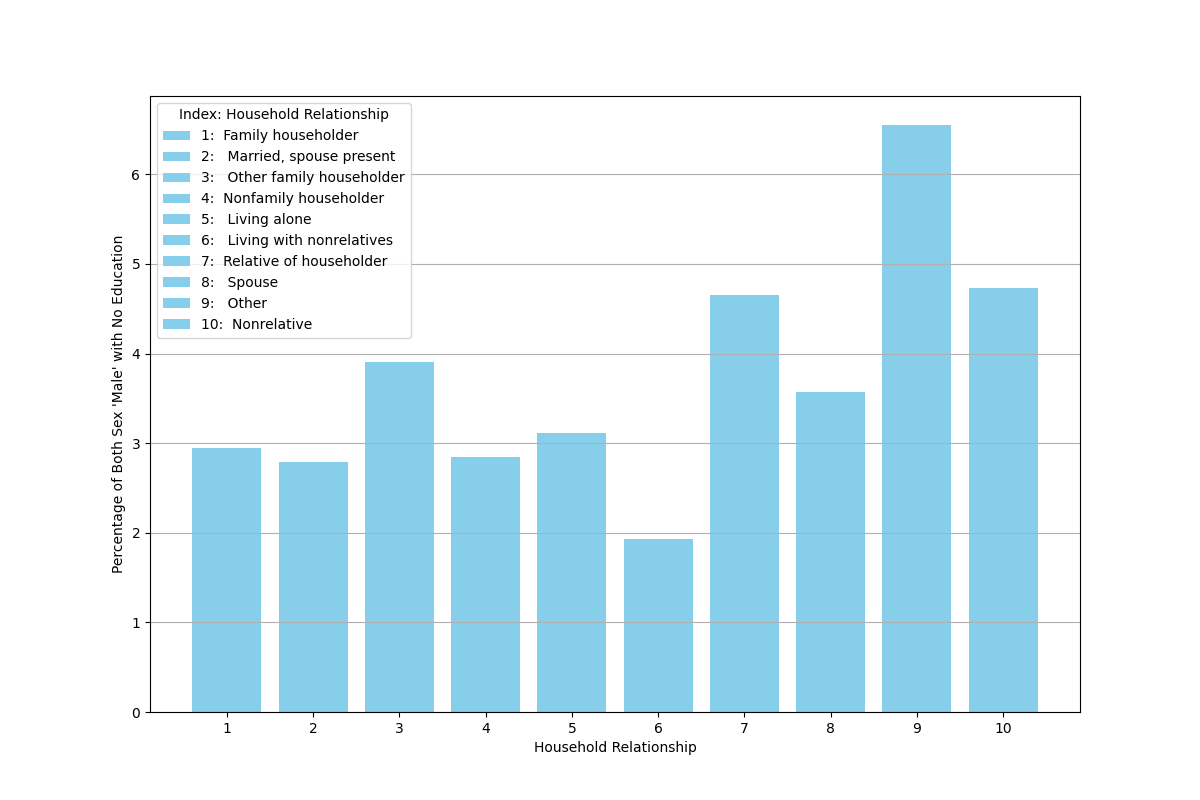 Index: Household Relationship
1:  Family householder
2:   Married, spouse present
3:   Other family householder
4:  Nonfamily householder
5:   Living alone
6:   Living with nonrelatives
7:  Relative of householder
8:   Spouse
9:   Other
10:  Nonrelative
Percentage of Both Sex 'Male' with No Education
6
5
4
3
2
1
0
1 2 3 4 5 6 7 8 9 10
Household Relationship